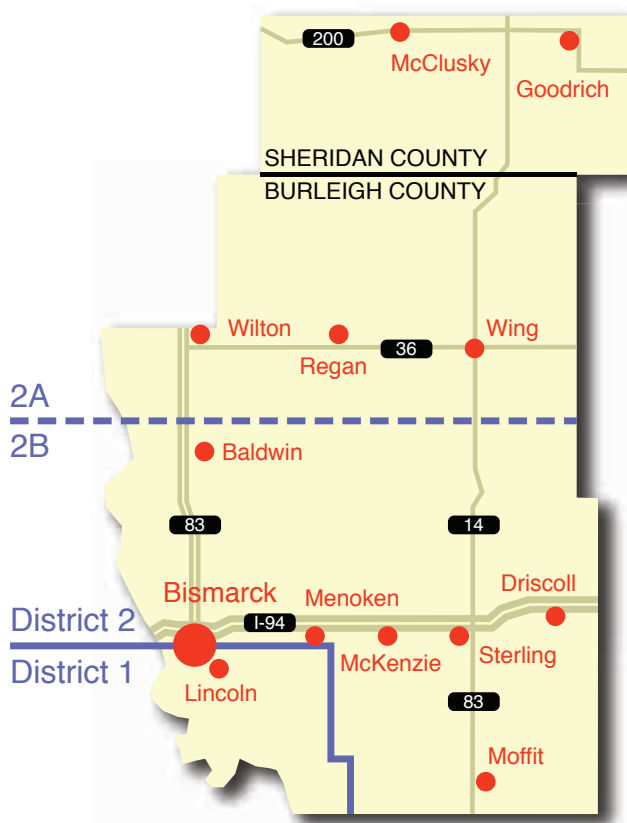 200
McClusky
Goodrich
SHERIDAN COUNTY
BURLEIGH COUNTY
Wilton
Wing
Regan
36
2A
2B
Baldwin
83
14
Bismarck
Menoken
Driscoll
District 2
I-94
District 1
McKenzie
Sterling
Lincoln
83
Moffit